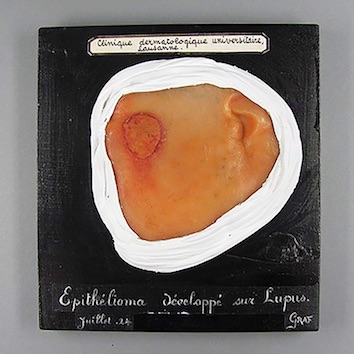 Clinique dermatologique universitaire,
Lausanne.
Epithélioma développé sur Lupus.
Juillet. 24 GRAF